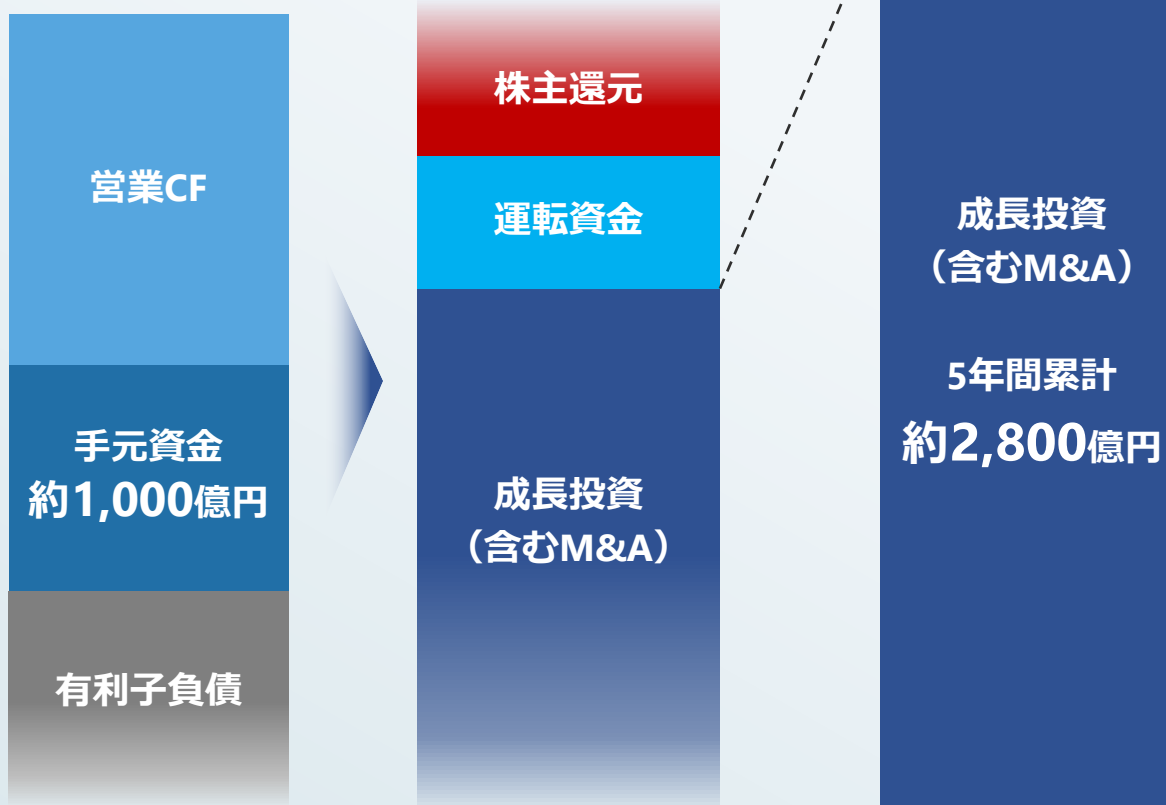 営業CF
手元資金
約1,000億円
有利子負債
株主還元
運転資金
成長投資
（含むM&A）
成長投資
（含むM&A）
5年間累計
約2,800億円